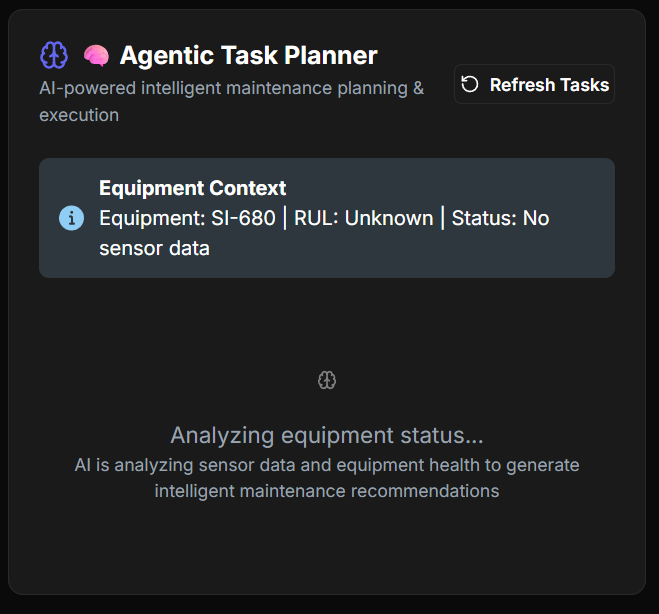 🧠 Agentic Task Planner
AI-powered intelligent maintenance planning &
execution
Refresh Tasks
Equipment Context
Equipment: SI-680 | RUL: Unknown | Status: No
sensor data
Analyzing equipment status...
AI is analyzing sensor data and equipment health to generate
intelligent maintenance recommendations